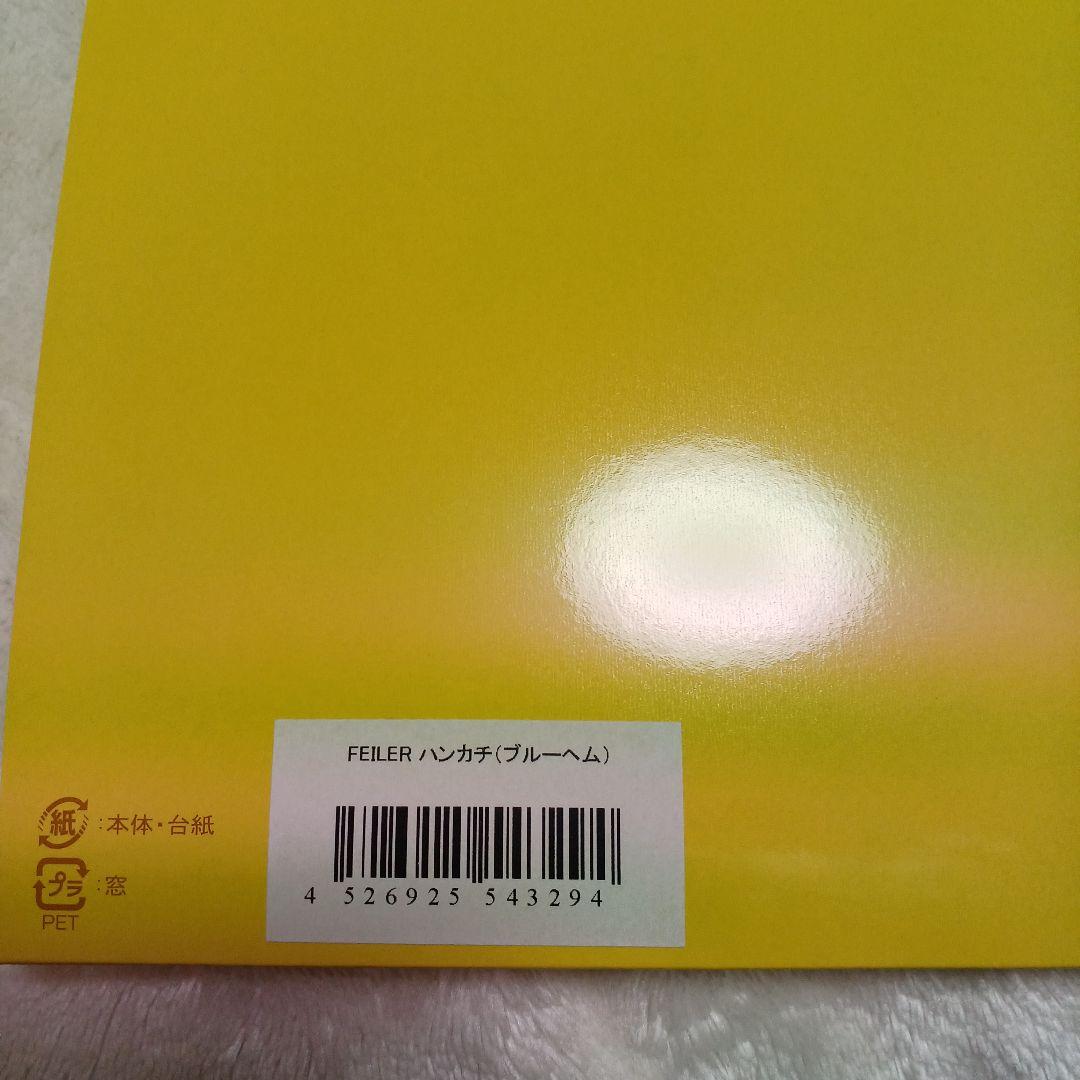 FEILER ハンカチ(ブルーヘム)
4 526925 543294
紙 :本体・台紙
プラ :窓
PET